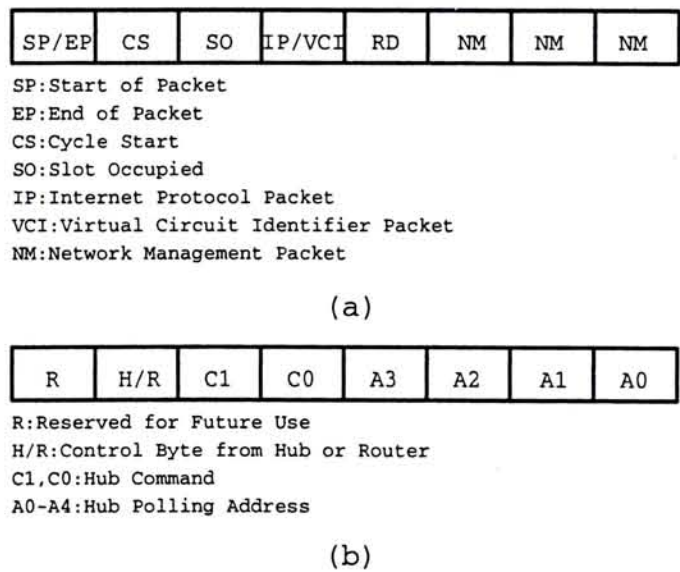 SP/EP CS SO IP/VCI RD NM NM NM
SP:Start of Packet
EP:End of Packet
CS:Cycle Start
SO:Slot Occupied
IP:Internet Protocol Packet
VCI:Virtual Circuit Identifier Packet
NM:Network Management Packet
(a)
R H/R C1 C0 A3 A2 A1 A0
R:Reserved for Future Use
H/R:Control Byte from Hub or Router
C1,C0:Hub Command
A0-A4:Hub Polling Address
(b)